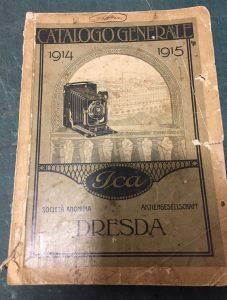 CATALOGO GENERALE
1914 1915
Ica
SOCIETÀ ANONIMA AKTIENGESELLSCHAFT
DRESDA